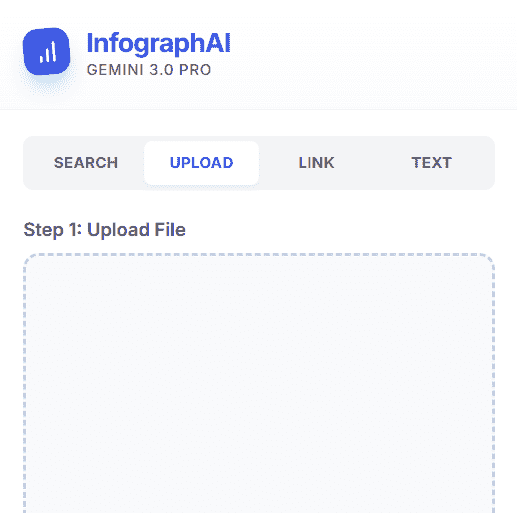 InfographAI
GEMINI 3.0 PRO
SEARCH UPLOAD LINK TEXT
Step 1: Upload File